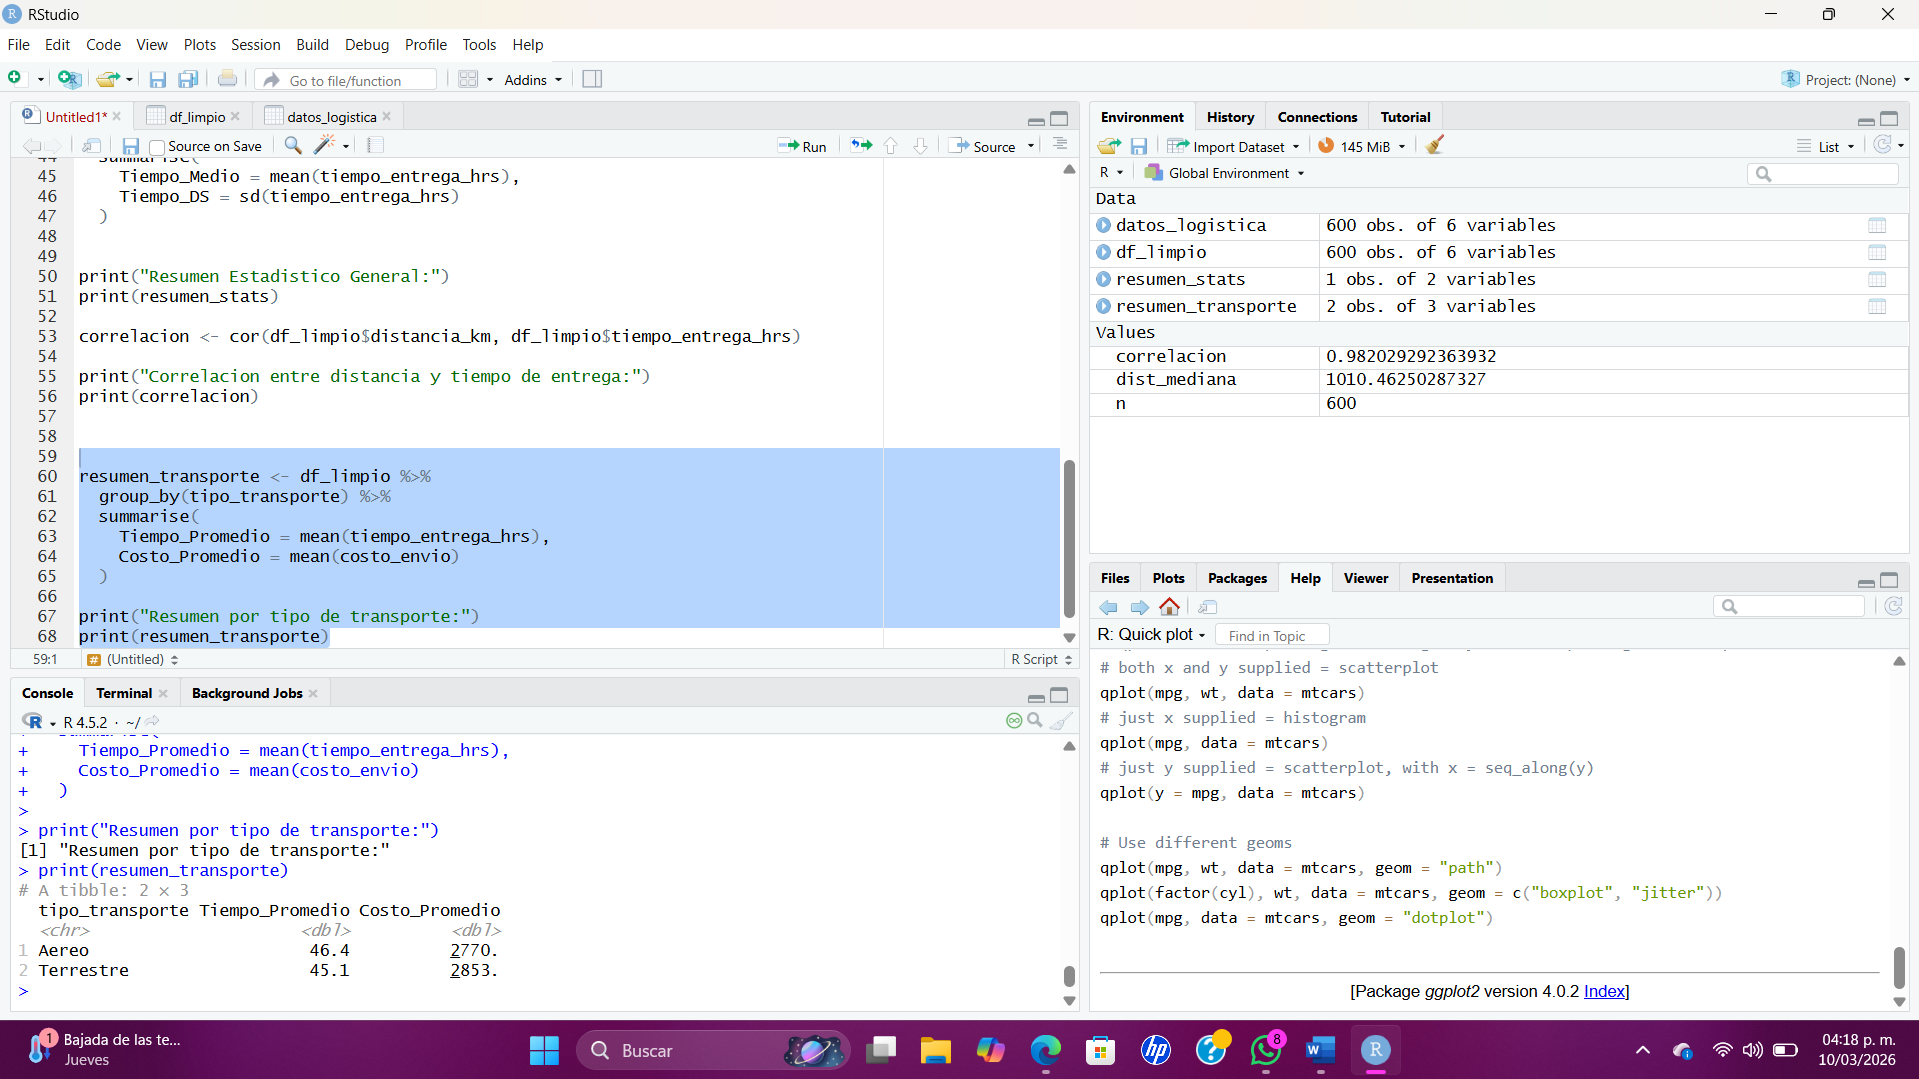 RStudio
File Edit Code View Plots Session Build Debug Profile Tools Help
Go to file/function Addins Project: (None)
Untitled1* df_limpio datos_logistica
Source on Save Run Source
44 summarise(
45 Tiempo_Medio = mean(tiempo_entrega_hrs),
46 Tiempo_DS = sd(tiempo_entrega_hrs)
47 )
48
49
50 print("Resumen Estadistico General:")
51 print(resumen_stats)
52
53 correlacion <- cor(df_limpio$distancia_km, df_limpio$tiempo_entrega_hrs)
54
55 print("Correlacion entre distancia y tiempo de entrega:")
56 print(correlacion)
57
58
59
60 resumen_transporte <- df_limpio %>%
61 group_by(tipo_transporte) %>%
62 summarise(
63 Tiempo_Promedio = mean(tiempo_entrega_hrs),
64 Costo_Promedio = mean(costo_envio)
65 )
66
67 print("Resumen por tipo de transporte:")
68 print(resumen_transporte)
59:1 # (Untitled) R Script
Console Terminal Background Jobs
R R 4.5.2 · ~/
+ Tiempo_Promedio = mean(tiempo_entrega_hrs),
+ Costo_Promedio = mean(costo_envio)
+ )
>
> print("Resumen por tipo de transporte:")
[1] "Resumen por tipo de transporte:"
> print(resumen_transporte)
# A tibble: 2 × 3
tipo_transporte Tiempo_Promedio Costo_Promedio
<chr> <dbl> <dbl>
1 Aereo 46.4 2770.
2 Terrestre 45.1 2853.
>
Environment History Connections Tutorial
Import Dataset 145 MiB List
R Global Environment
Data
datos_logistica 600 obs. of 6 variables
df_limpio 600 obs. of 6 variables
resumen_stats 1 obs. of 2 variables
resumen_transporte 2 obs. of 3 variables
Values
correlacion 0.982029292363932
dist_mediana 1010.46250287327
n 600
Files Plots Packages Help Viewer Presentation
R: Quick plot Find in Topic
# both x and y supplied = scatterplot
qplot(mpg, wt, data = mtcars)
# just x supplied = histogram
qplot(mpg, data = mtcars)
# just y supplied = scatterplot, with x = seq_along(y)
qplot(y = mpg, data = mtcars)
# Use different geoms
qplot(mpg, wt, data = mtcars, geom = "path")
qplot(factor(cyl), wt, data = mtcars, geom = c("boxplot", "jitter"))
qplot(mpg, data = mtcars, geom = "dotplot")
[Package ggplot2 version 4.0.2 Index]
1 Bajada de las te...
Jueves
Buscar
hp
?
8
W
R
04:18 p. m.
10/03/2026